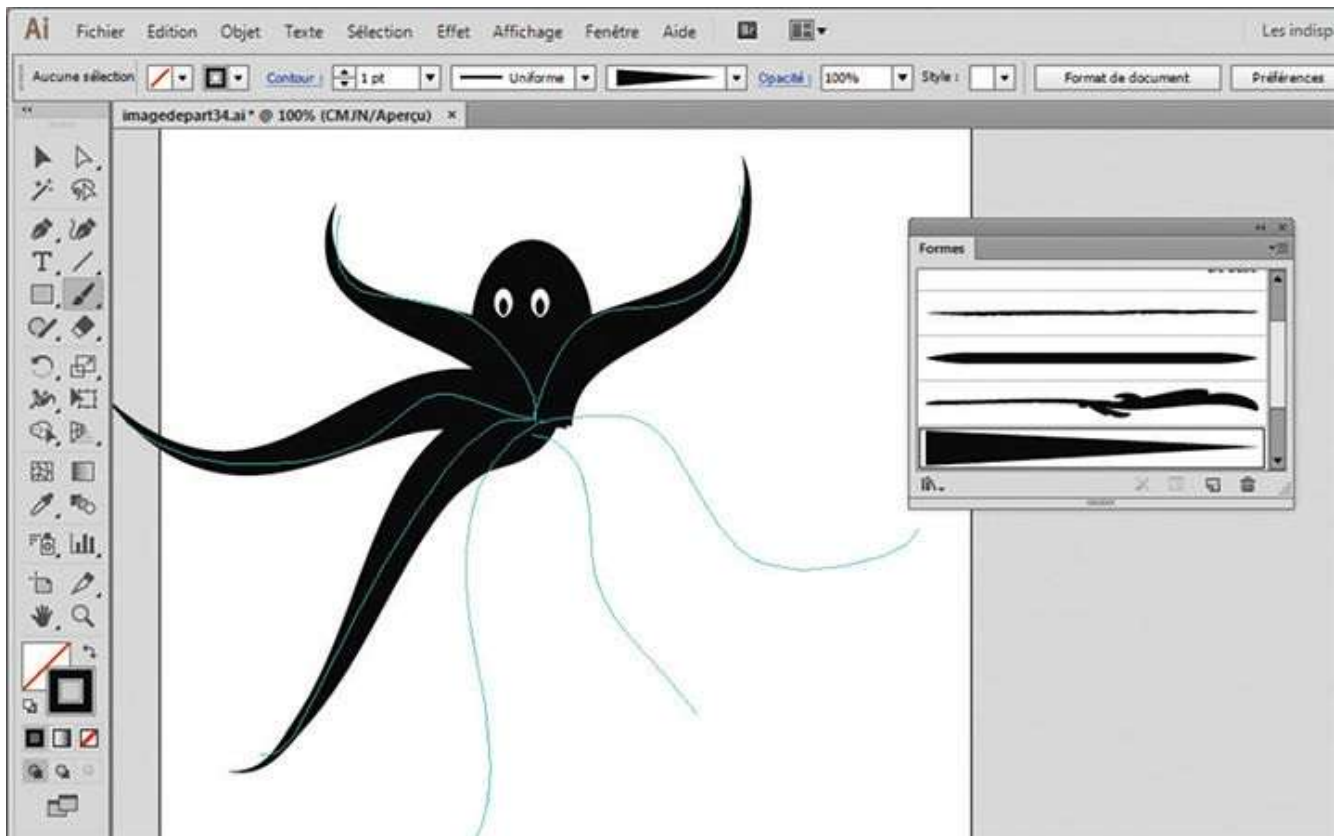 Ai Fichier Edition Objet Texte Sélection Effet Affichage Fenêtre Aide Br Les indisp
Aucune sélection Contour : 1 pt Uniforme Opacité : 100% Style : Format de document Préférences
imagedepart34.ai* @ 100% (CMJN/Aperçu) ×
Formes